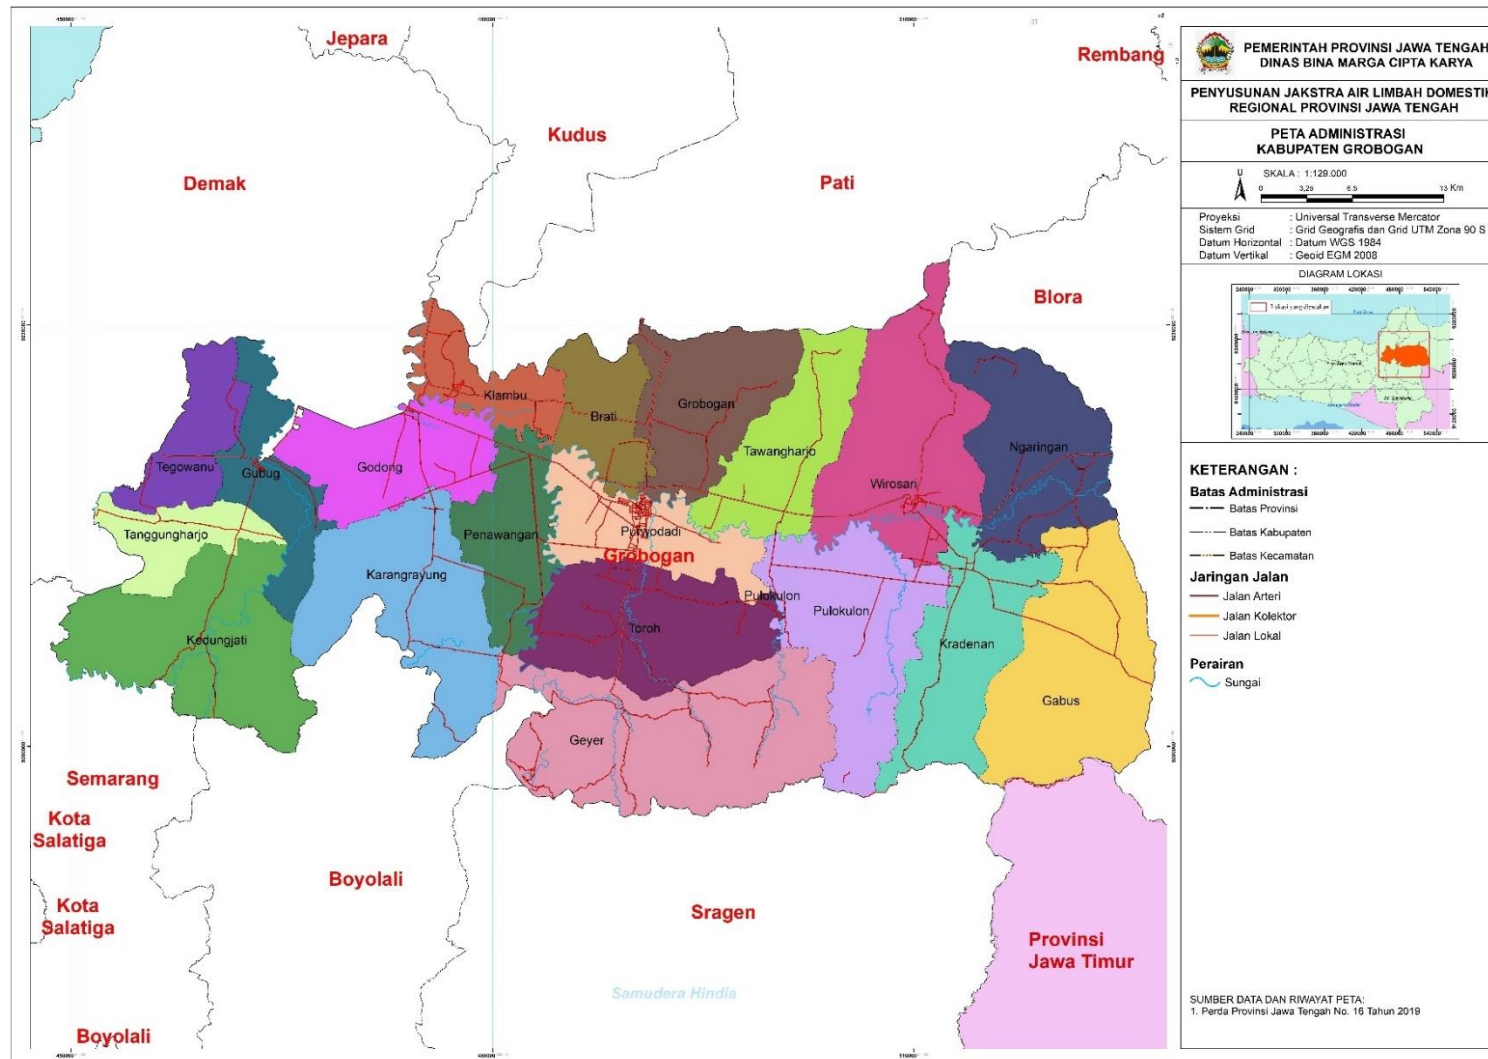 Jepara
Rembang
Kudus
Demak
Pati
Blora
Klambu
Brati
Grobogan
Tawangharjo
Ngaringan
Tegowanu
Gubug
Godong
Wirosari
Tanggungharjo
Penawangan
Purwodadi
Grobogan
Karangrayung
Pulokulon
Pulokulon
Kedungjati
Toroh
Kradenan
Gabus
Geyer
Semarang
Kota
Salatiga
Kota
Salatiga
Boyolali
Sragen
Provinsi
Jawa Timur
Samudera Hindia
Boyolali
PEMERINTAH PROVINSI JAWA TENGAH
DINAS BINA MARGA CIPTA KARYA
PENYUSUNAN JAKSTRA AIR LIMBAH DOMESTIK
REGIONAL PROVINSI JAWA TENGAH
PETA ADMINISTRASI
KABUPATEN GROBOGAN
U
SKALA : 1:129.000
0 3,25 6,5 13 Km
Proyeksi : Universal Transverse Mercator
Sistem Grid : Grid Geografis dan Grid UTM Zona 90 S
Datum Horizontal : Datum WGS 1984
Datum Vertikal : Geoid EGM 2008
DIAGRAM LOKASI
KETERANGAN :
Batas Administrasi
Batas Provinsi
Batas Kabupaten
Batas Kecamatan
Jaringan Jalan
Jalan Arteri
Jalan Kolektor
Jalan Lokal
Perairan
Sungai
SUMBER DATA DAN RIWAYAT PETA:
1. Perda Provinsi Jawa Tengah No. 16 Tahun 2019